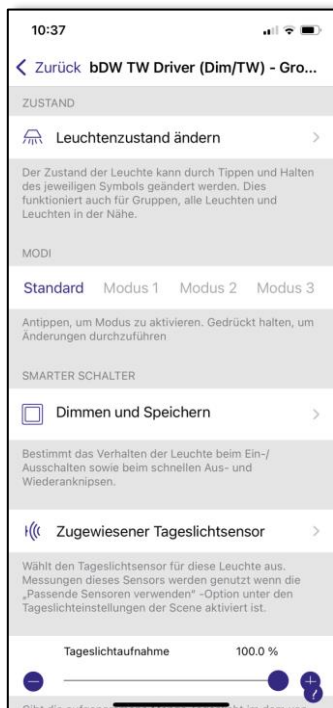 10:37
Zurück bDW TW Driver (Dim/TW) - Gro...
ZUSTAND
Leuchtenzustand ändern
Der Zustand der Leuchte kann durch Tippen und Halten
des jeweiligen Symbols geändert werden. Dies
funktioniert auch für Gruppen, alle Leuchten und
Leuchten in der Nähe.
MODI
Standard Modus 1 Modus 2 Modus 3
Antippen, um Modus zu aktivieren. Gedrückt halten, um
Änderungen durchzuführen
SMARTER SCHALTER
Dimmen und Speichern
Bestimmt das Verhalten der Leuchte beim Ein-/
Ausschalten sowie beim schnellen Aus- und
Wiederanknipsen.
Zugewiesener Tageslichtsensor
Wählt den Tageslichtsensor für diese Leuchte aus.
Messungen dieses Sensors werden genutzt wenn die
„Passende Sensoren verwenden" -Option unter den
Tageslichteinstellungen der Scene aktiviert ist.
Tageslichtaufnahme 100.0 %
?